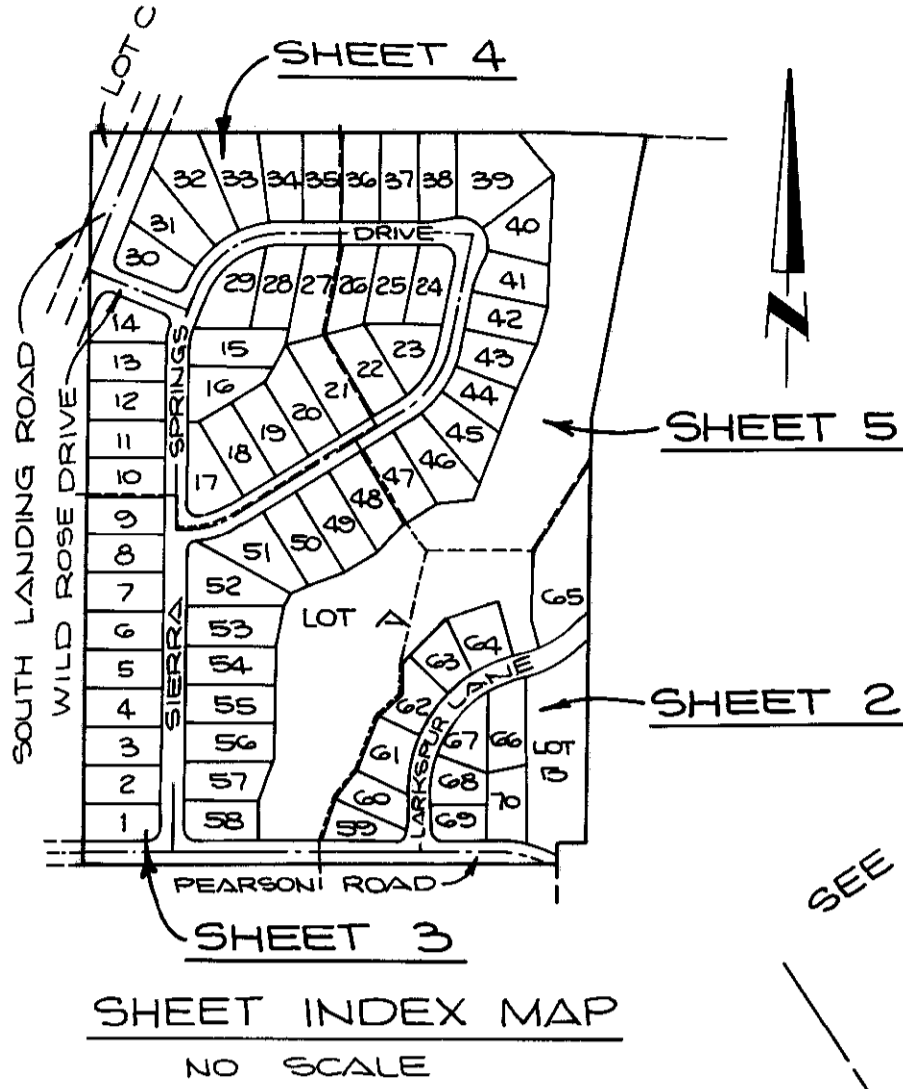 LOT C
SHEET 4
32 33 34 35 36 37 38 39
31
40
30
DRIVE
29 28 27 26 25 24
41
14
42
15
23
13
22
43
16
21
12
44
20
SPRINGS
19
45
SHEET 5
11
18
46
10
17
47
48
9
49
50
8
51
SOUTH LANDING ROAD
WILD ROSE DRIVE
7
52
65
6
53
LOT A
64
5
SIERRA
54
63
4
55
62
LARKSPUR LANE
SHEET 2
3
56
61
67 66
LOT B
2
57
60
68
70
1
58
59
69
PEARSON ROAD
SEE
SHEET 3
N
SHEET INDEX MAP
NO SCALE